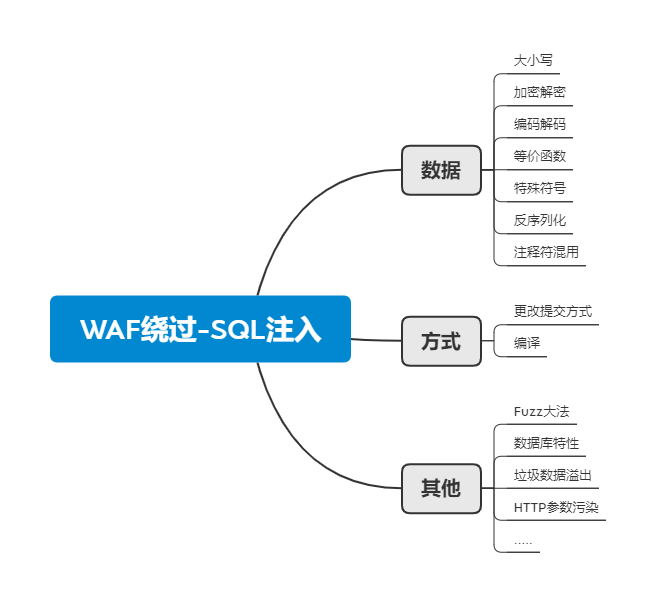 WAF绕过-SQL注入
数据
大小写
加密解密
编码解码
等价函数
特殊符号
反序列化
注释符混用
方式
更改提交方式
编译
其他
Fuzz大法
数据库特性
垃圾数据溢出
HTTP参数污染
.....